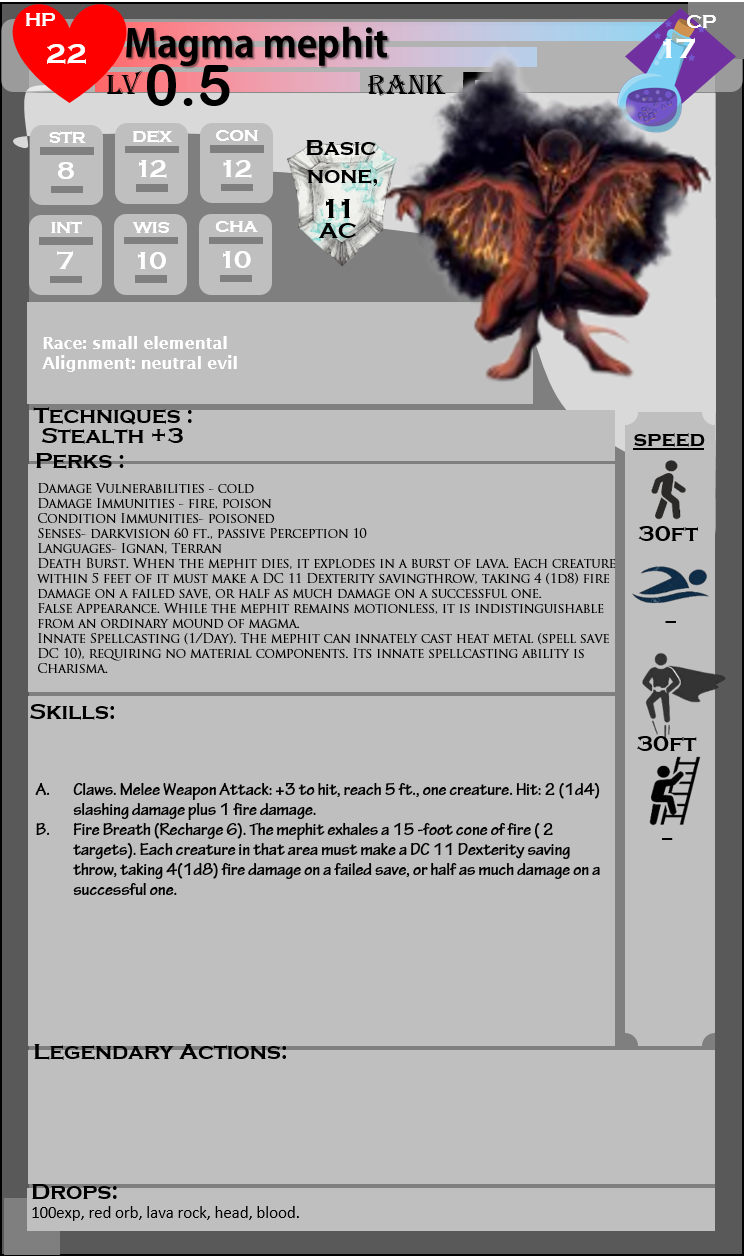 HP
22
Magma mephit
CP
17
LV 0.5
RANK
STR
8
DEX
12
CON
12
INT
7
WIS
10
CHA
10
Basic
none,
11
AC
Race: small elemental
Alignment: neutral evil
Techniques :
Stealth +3
Perks :
Damage Vulnerabilities - cold
Damage Immunities - fire, poison
Condition Immunities- poisoned
Senses- darkvision 60 ft., passive Perception 10
Languages- Ignan, Terran
Death Burst. When the mephit dies, it explodes in a burst of lava. Each creature
within 5 feet of it must make a DC 11 Dexterity savingthrow, taking 4 (1d8) fire
damage on a failed save, or half as much damage on a successful one.
False Appearance. While the mephit remains motionless, it is indistinguishable
from an ordinary mound of magma.
Innate Spellcasting (1/Day). The mephit can innately cast heat metal (spell save
DC 10), requiring no material components. Its innate spellcasting ability is
Charisma.
Skills:
A. Claws. Melee Weapon Attack: +3 to hit, reach 5 ft., one creature. Hit: 2 (1d4)
slashing damage plus 1 fire damage.
B. Fire Breath (Recharge 6). The mephit exhales a 15 -foot cone of fire ( 2
targets). Each creature in that area must make a DC 11 Dexterity saving
throw, taking 4(1d8) fire damage on a failed save, or half as much damage on a
successful one.
SPEED
30FT
–
30FT
–
Legendary Actions:
Drops:
100exp, red orb, lava rock, head, blood.